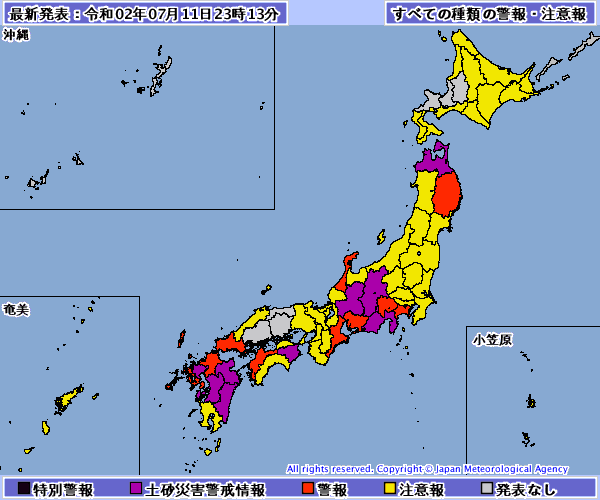 最新発表：令和02年07月11日23時13分
すべての種類の警報・注意報
沖縄
奄美
小笠原
All rights reserved. Copyright © Japan Meteorological Agency
特別警報 土砂災害警戒情報 警報 注意報 発表なし